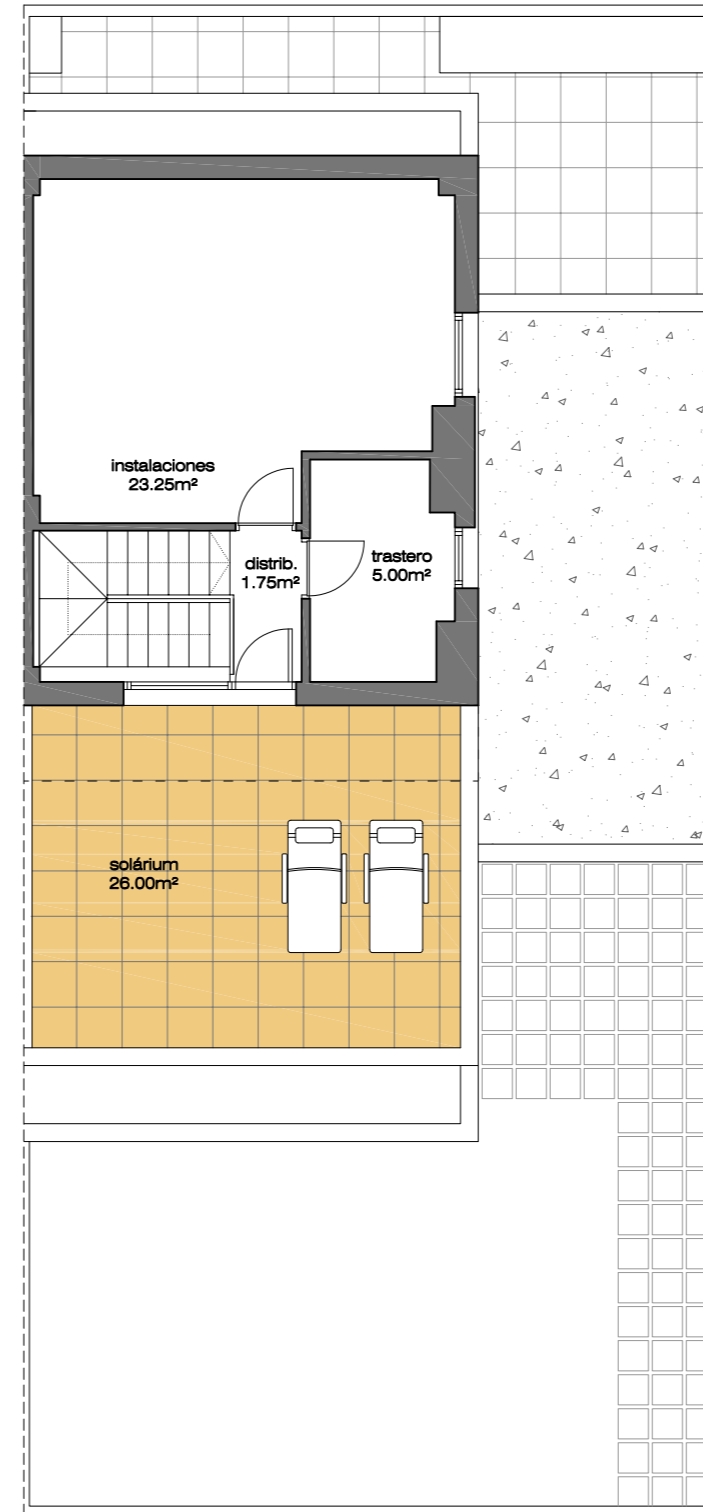 instalaciones
23.25m²
distrib.
1.75m²
trastero
5.00m²
solárium
26.00m²